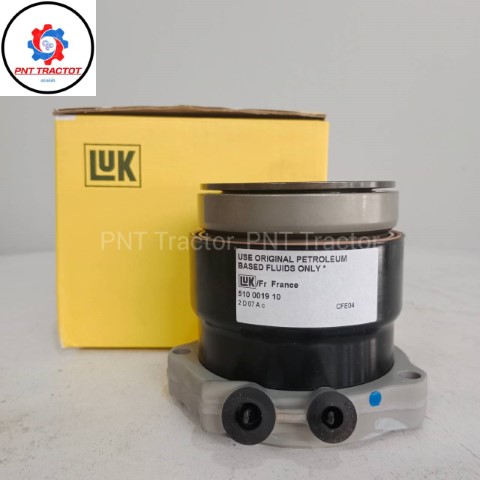 PNT TRACTOT
LUK
PNT Tractor PNT Tractor
USE ORIGINAL PETROLEUM
BASED FLUIDS ONLY *
LUK/Fr France
510 0019 10
2 D 07 A c
CFE04